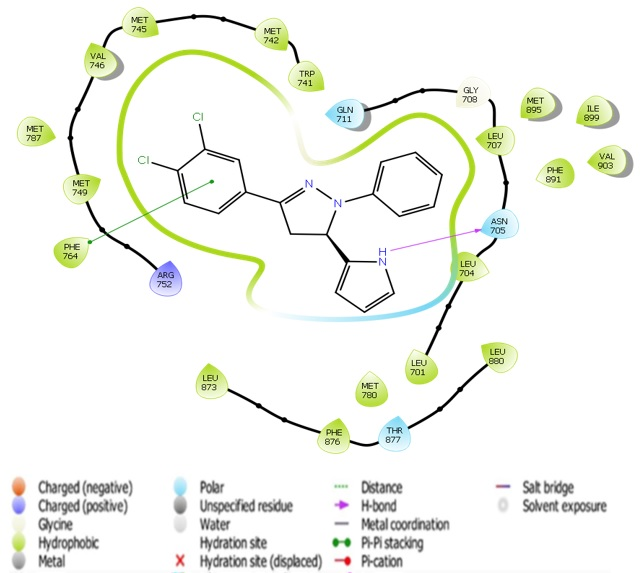 MET
745
MET
742
VAL
746
TRP
741
GLY
708
GLN
711
MET
895
ILE
899
Cl
MET
787
LEU
707
Cl
VAL
903
PHE
891
N
MET
749
N
ASN
705
H
N
PHE
764
ARG
752
LEU
704
LEU
701
LEU
880
LEU
873
MET
780
PHE
876
THR
877
Charged (negative)
Polar
Distance
Salt bridge
Charged (positive)
Unspecified residue
H-bond
Solvent exposure
Glycine
Water
Metal coordination
Hydrophobic
Hydration site
Pi-Pi stacking
Metal
Hydration site (displaced)
Pi-cation